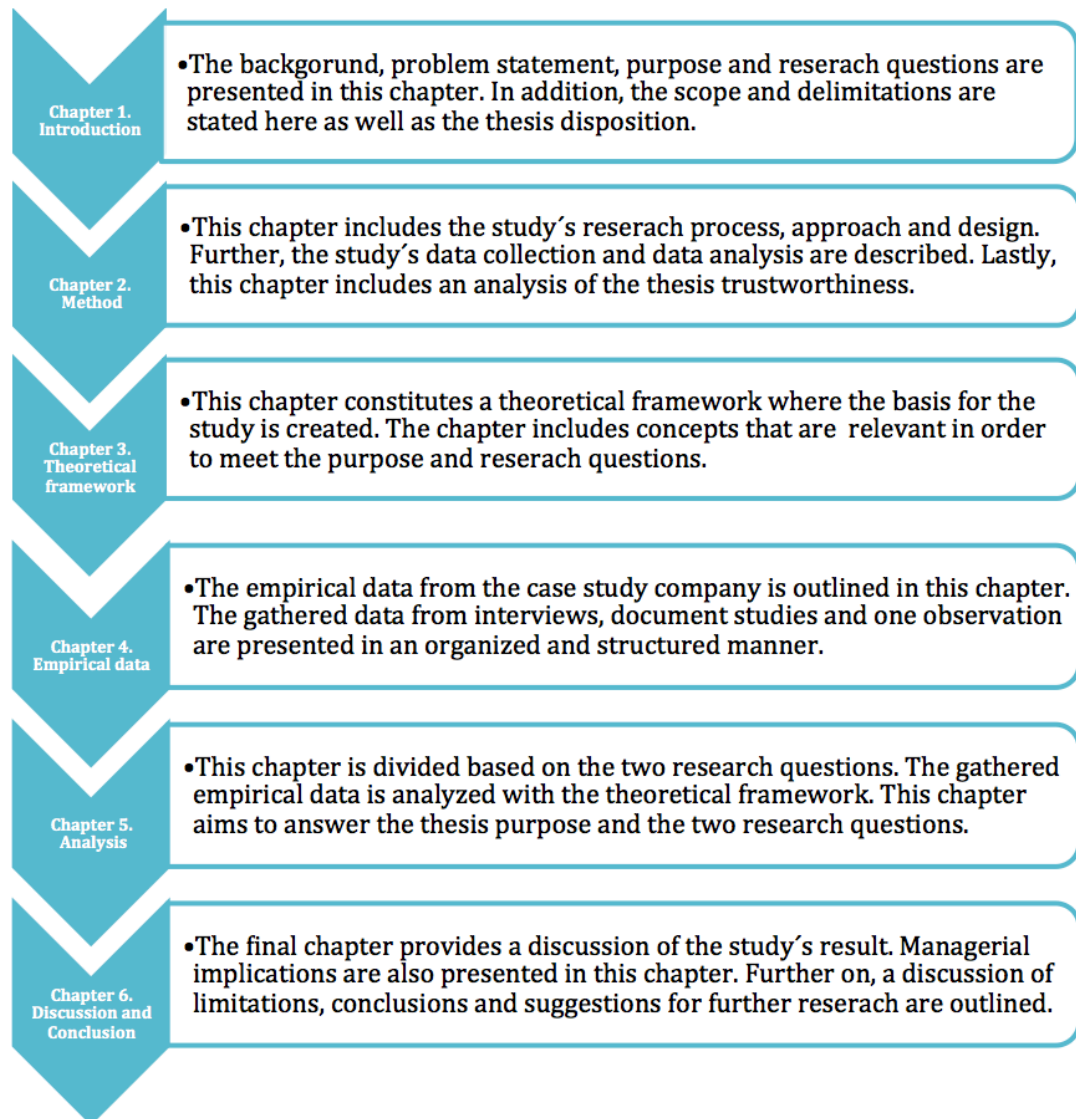 Chapter 1.
Introduction
•The backgorund, problem statement, purpose and reserach questions are
presented in this chapter. In addition, the scope and delimitations are
stated here as well as the thesis disposition.
Chapter 2.
Method
•This chapter includes the study´s reserach process, approach and design.
Further, the study´s data collection and data analysis are described. Lastly,
this chapter includes an analysis of the thesis trustworthiness.
Chapter 3.
Theoretical
framework
•This chapter constitutes a theoretical framework where the basis for the
study is created. The chapter includes concepts that are relevant in order
to meet the purpose and reserach questions.
Chapter 4.
Empirical data
•The empirical data from the case study company is outlined in this chapter.
The gathered data from interviews, document studies and one observation
are presented in an organized and structured manner.
Chapter 5.
Analysis
•This chapter is divided based on the two research questions. The gathered
empirical data is analyzed with the theoretical framework. This chapter
aims to answer the thesis purpose and the two research questions.
Chapter 6.
Discussion and
Conclusion
•The final chapter provides a discussion of the study´s result. Managerial
implications are also presented in this chapter. Further on, a discussion of
limitations, conclusions and suggestions for further reserach are outlined.